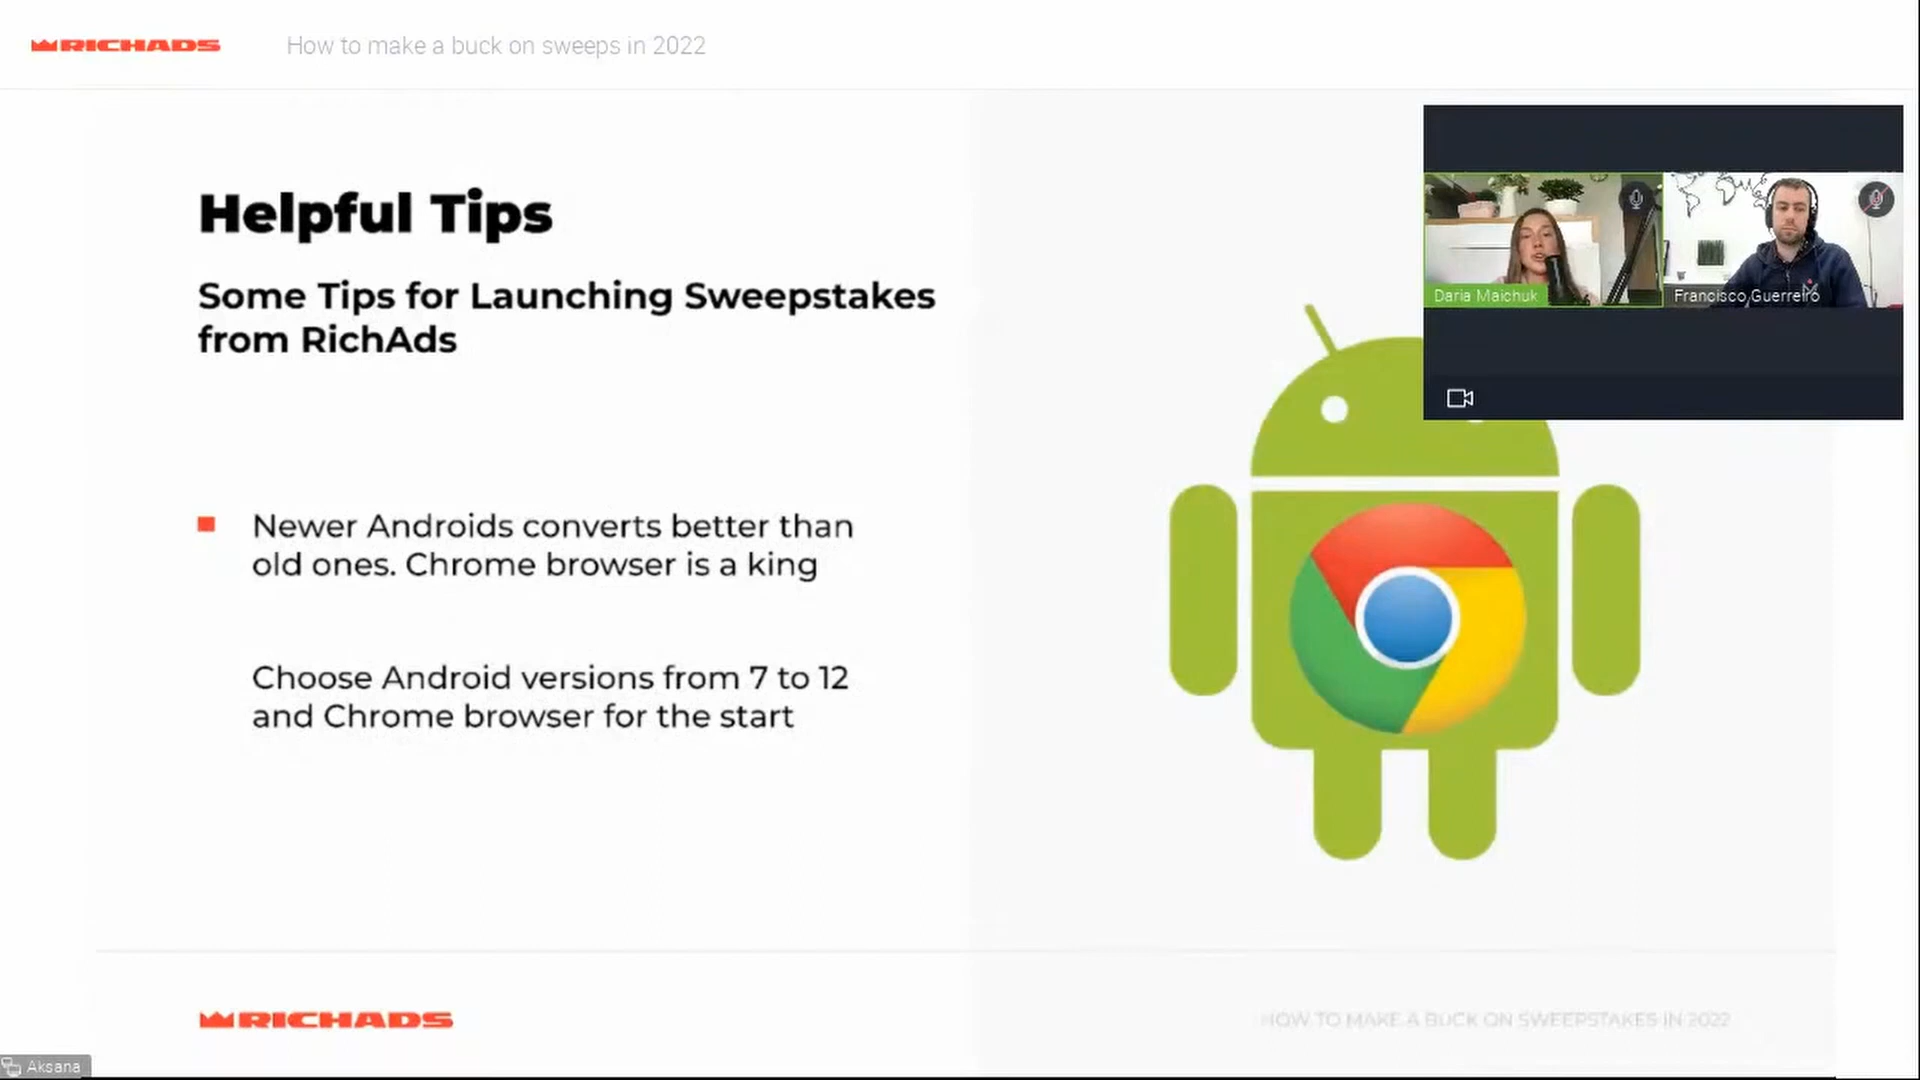 RICHADS
How to make a buck on sweeps in 2022
Helpful Tips
Some Tips for Launching Sweepstakes
from RichAds
Newer Androids converts better than
old ones. Chrome browser is a king
Choose Android versions from 7 to 12
and Chrome browser for the start
Daria Maichuk
Francisco Guerreiro
RICHADS
HOW TO MAKE A BUCK ON SWEEPSTAKES IN 2022
Aksana